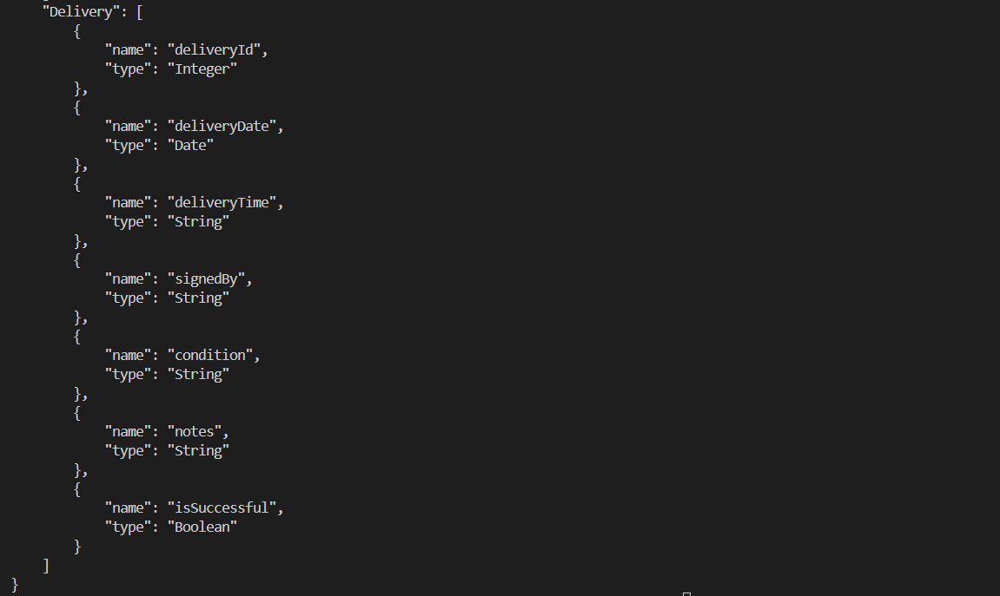 "Delivery": [
{
"name": "deliveryId",
"type": "Integer"
},
{
"name": "deliveryDate",
"type": "Date"
},
{
"name": "deliveryTime",
"type": "String"
},
{
"name": "signedBy",
"type": "String"
},
{
"name": "condition",
"type": "String"
},
{
"name": "notes",
"type": "String"
},
{
"name": "isSuccessful",
"type": "Boolean"
}
]
}